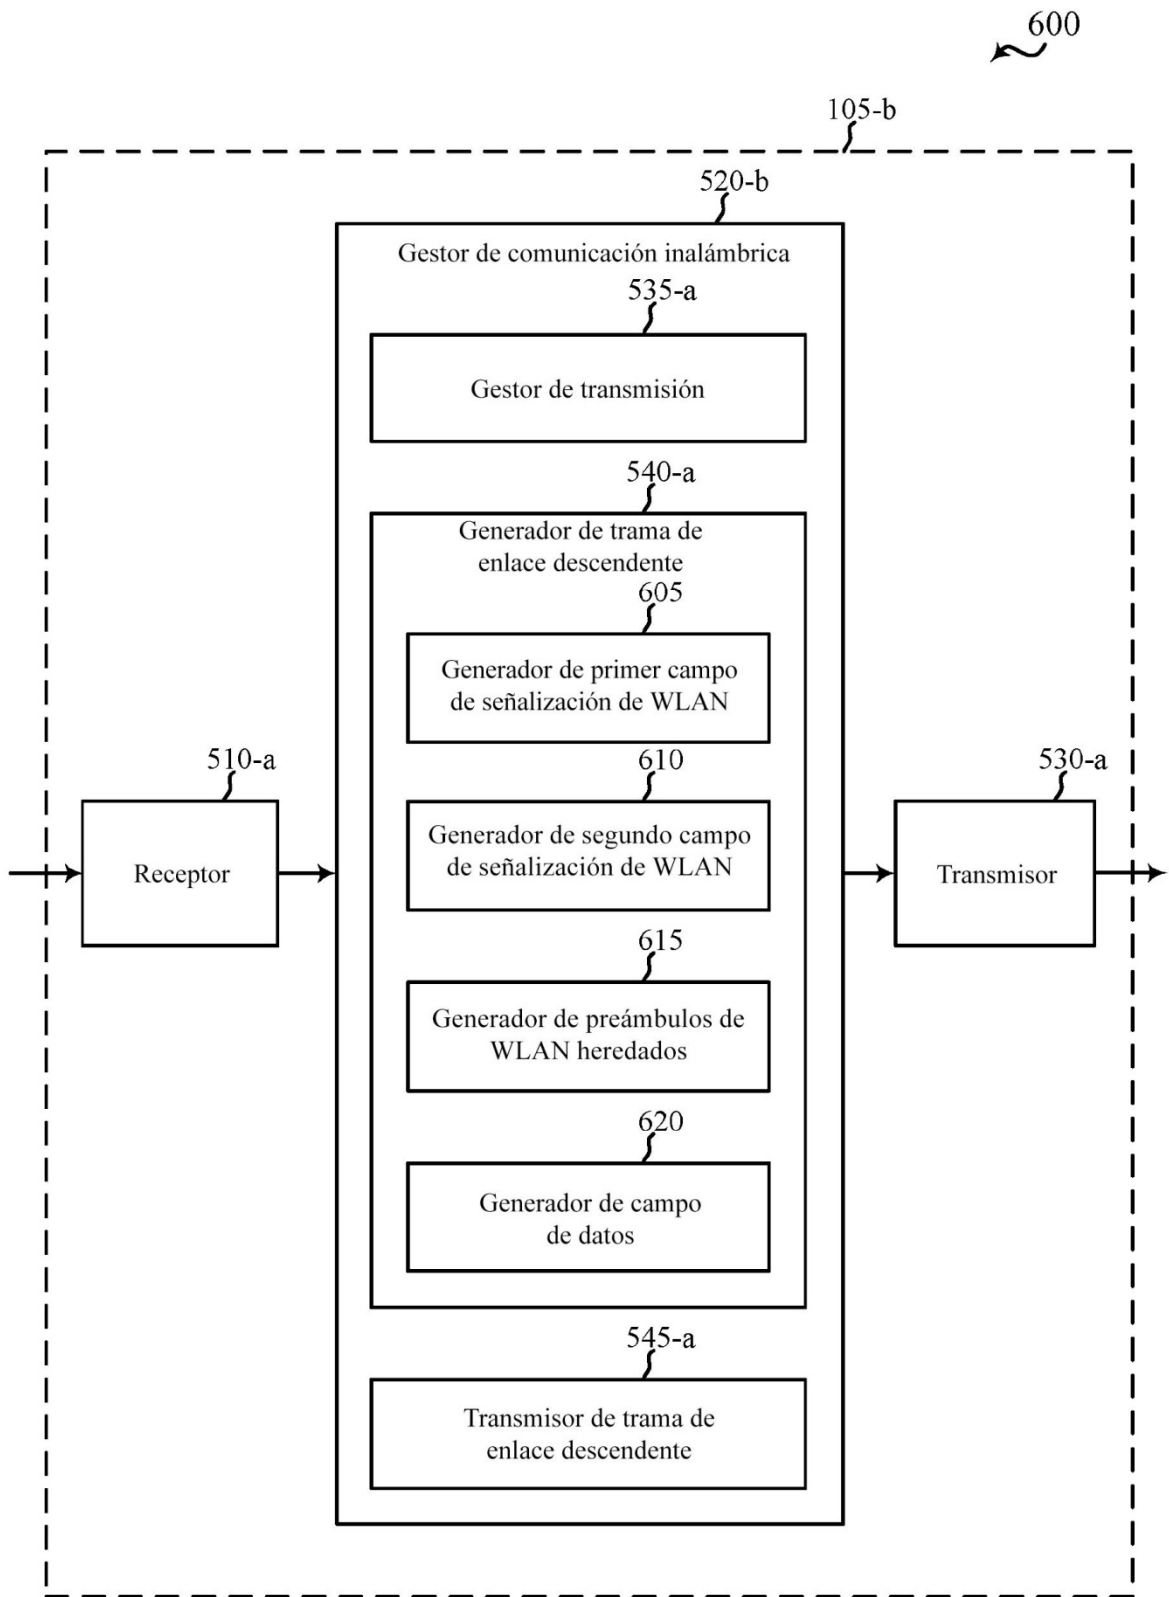 600
105-b
520-b
Gestor de comunicación inalámbrica
535-a
Gestor de transmisión
540-a
Generador de trama de
enlace descendente
605
Generador de primer campo
de señalización de WLAN
510-a
Receptor
610
Generador de segundo campo
de señalización de WLAN
530-a
Transmisor
615
Generador de preámbulos de
WLAN heredados
620
Generador de campo
de datos
545-a
Transmisor de trama de
enlace descendente